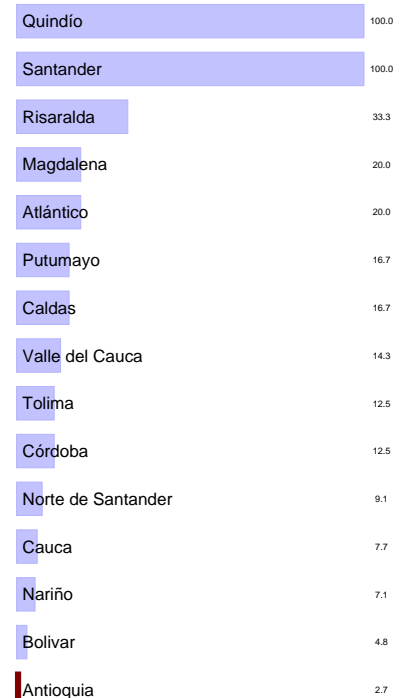 Quindío 100.0
Santander 100.0
Risaralda 33.3
Magdalena 20.0
Atlántico 20.0
Putumayo 16.7
Caldas 16.7
Valle del Cauca 14.3
Tolima 12.5
Córdoba 12.5
Norte de Santander 9.1
Cauca 7.7
Nariño 7.1
Bolivar 4.8
Antioquia 2.7